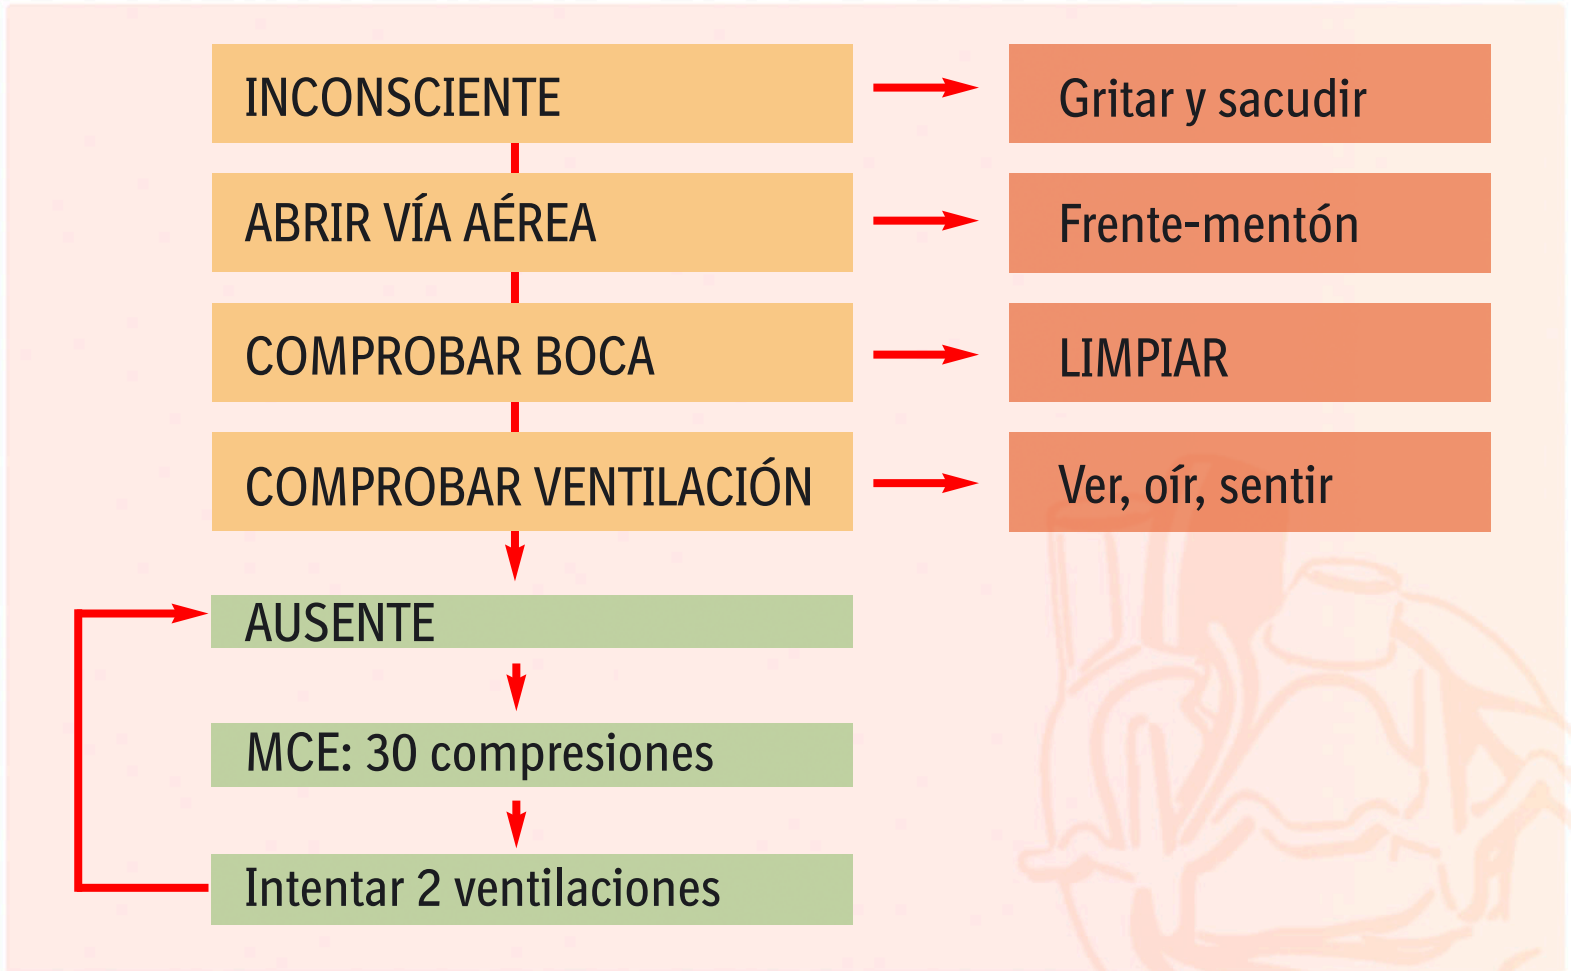 INCONSCIENTE
Gritar y sacudir
ABRIR VÍA AÉREA
Frente-mentón
COMPROBAR BOCA
LIMPIAR
COMPROBAR VENTILACIÓN
Ver, oír, sentir
AUSENTE
MCE: 30 compresiones
Intentar 2 ventilaciones